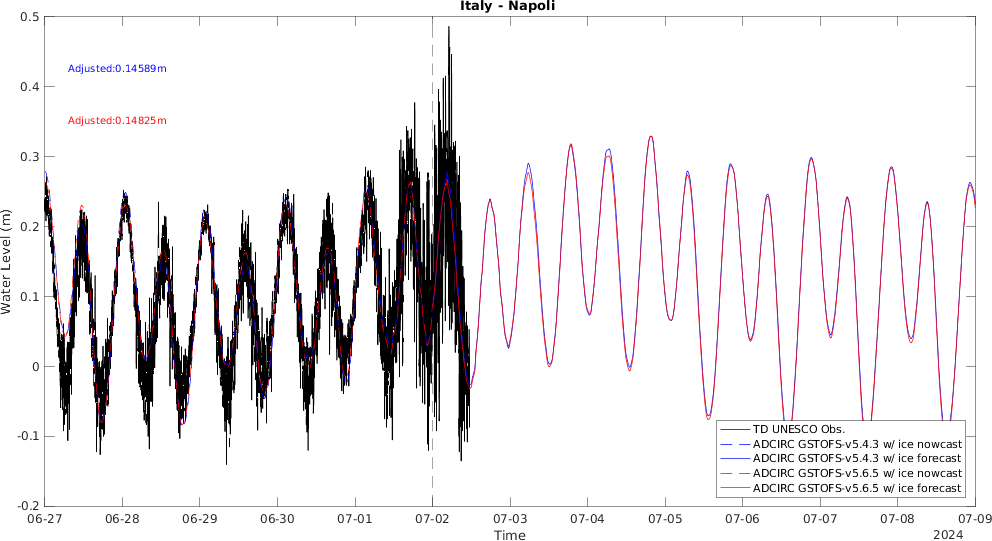 Italy - Napoli
0.5
0.4
0.3
0.2
0.1
0
-0.1
-0.2
Water Level (m)
Adjusted:0.14589m
Adjusted:0.14825m
TD UNESCO Obs.
ADCIRC GSTOFS-v5.4.3 w/ ice nowcast
ADCIRC GSTOFS-v5.4.3 w/ ice forecast
ADCIRC GSTOFS-v5.6.5 w/ ice nowcast
ADCIRC GSTOFS-v5.6.5 w/ ice forecast
06-27 06-28 06-29 06-30 07-01 07-02 07-03 07-04 07-05 07-06 07-07 07-08 07-09
Time
2024